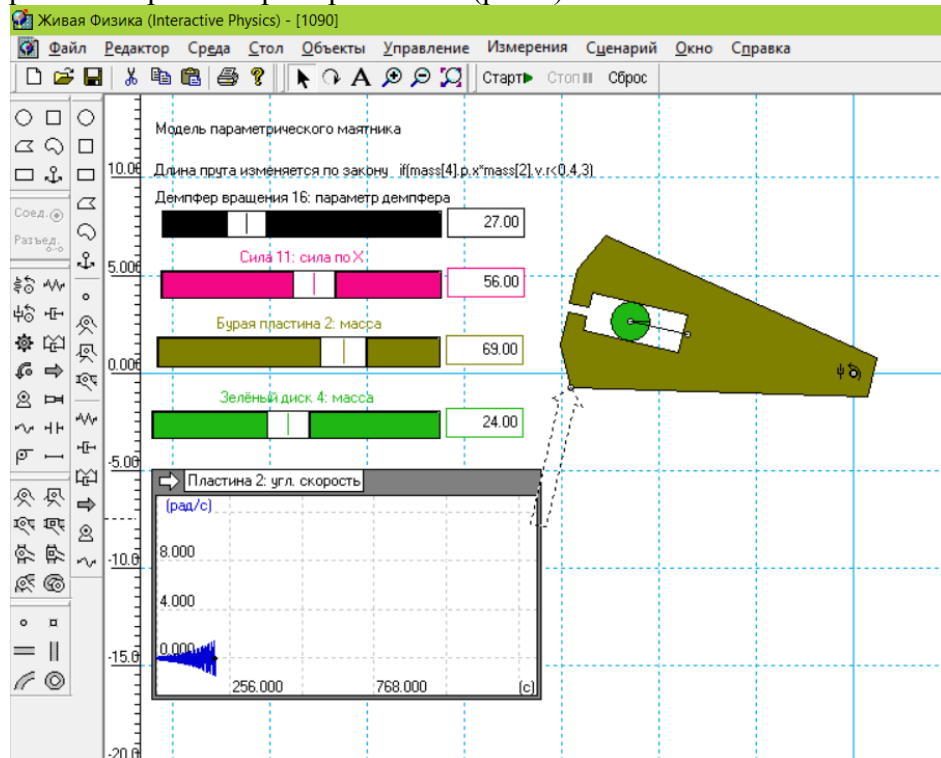 Живая Физика (Interactive Physics) - [1090]
Файл Редактор Среда Стол Объекты Управление Измерения Сценарий Окно Справка
Старт Стоп Сброс
Модель параметрического маятника
10.00
Длина прута изменяется по закону if(mass[4].p.x*mass[2].v.r<0,4,3)
Демпфер вращения 16: параметр демпфера
27.00
Соед.
Разъед.
5.000
Сила 11: сила по X
56.00
Бурая пластина 2: масса
69.00
0.000
Зелёный диск 4: масса
24.00
-5.00
Пластина 2: угл. скорость
(рад/с)
8.000
-10.0
4.000
0.000
-15.0
256.000 768.000 (с)
-20.0